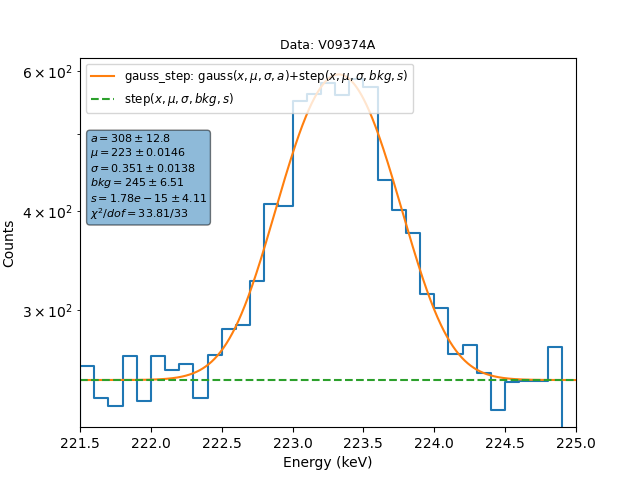 Data: V09374A
gauss_step: gauss(x, μ, σ, a)+step(x, μ, σ, bkg, s)
step(x, μ, σ, bkg, s)
a = 308 ± 12.8
μ = 223 ± 0.0146
σ = 0.351 ± 0.0138
bkg = 245 ± 6.51
s = 1.78e − 15 ± 4.11
χ²/dof = 33.81/33
6 × 10²
4 × 10²
3 × 10²
Counts
221.5 222.0 222.5 223.0 223.5 224.0 224.5 225.0
Energy (keV)